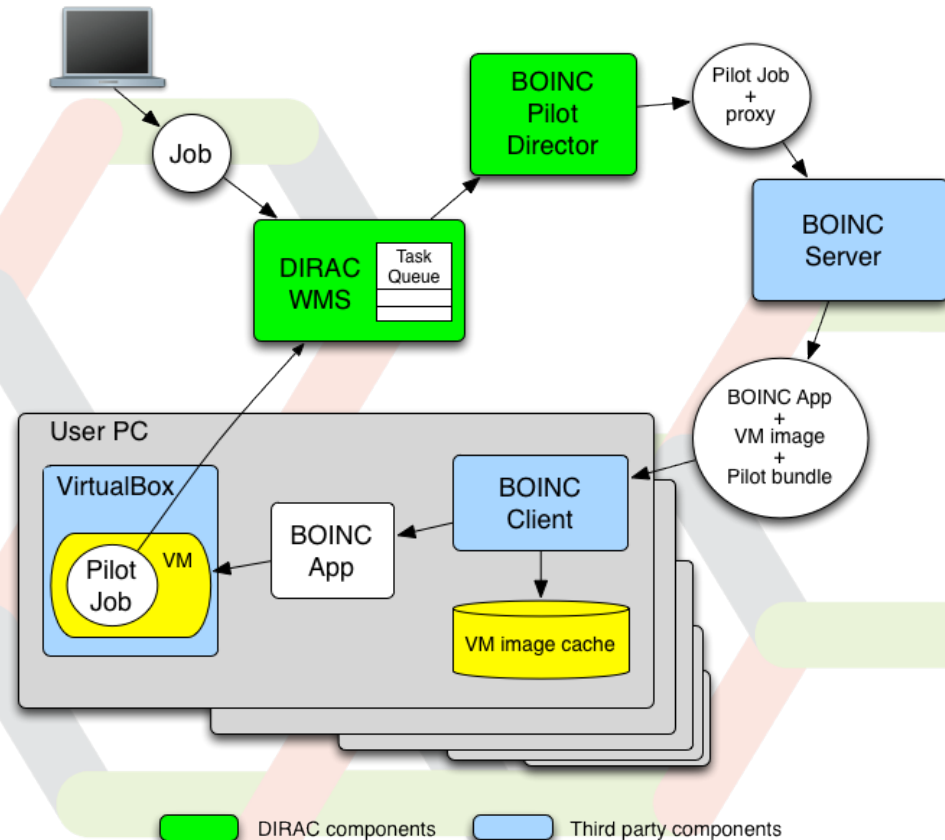 BOINC
Pilot
Director
Pilot Job
+
proxy
Job
BOINC
Server
DIRAC
WMS
Task
Queue
BOINC App
+
VM image
+
Pilot bundle
User PC
VirtualBox
BOINC
Client
BOINC
App
VM
Pilot
Job
VM image cache
DIRAC components
Third party components